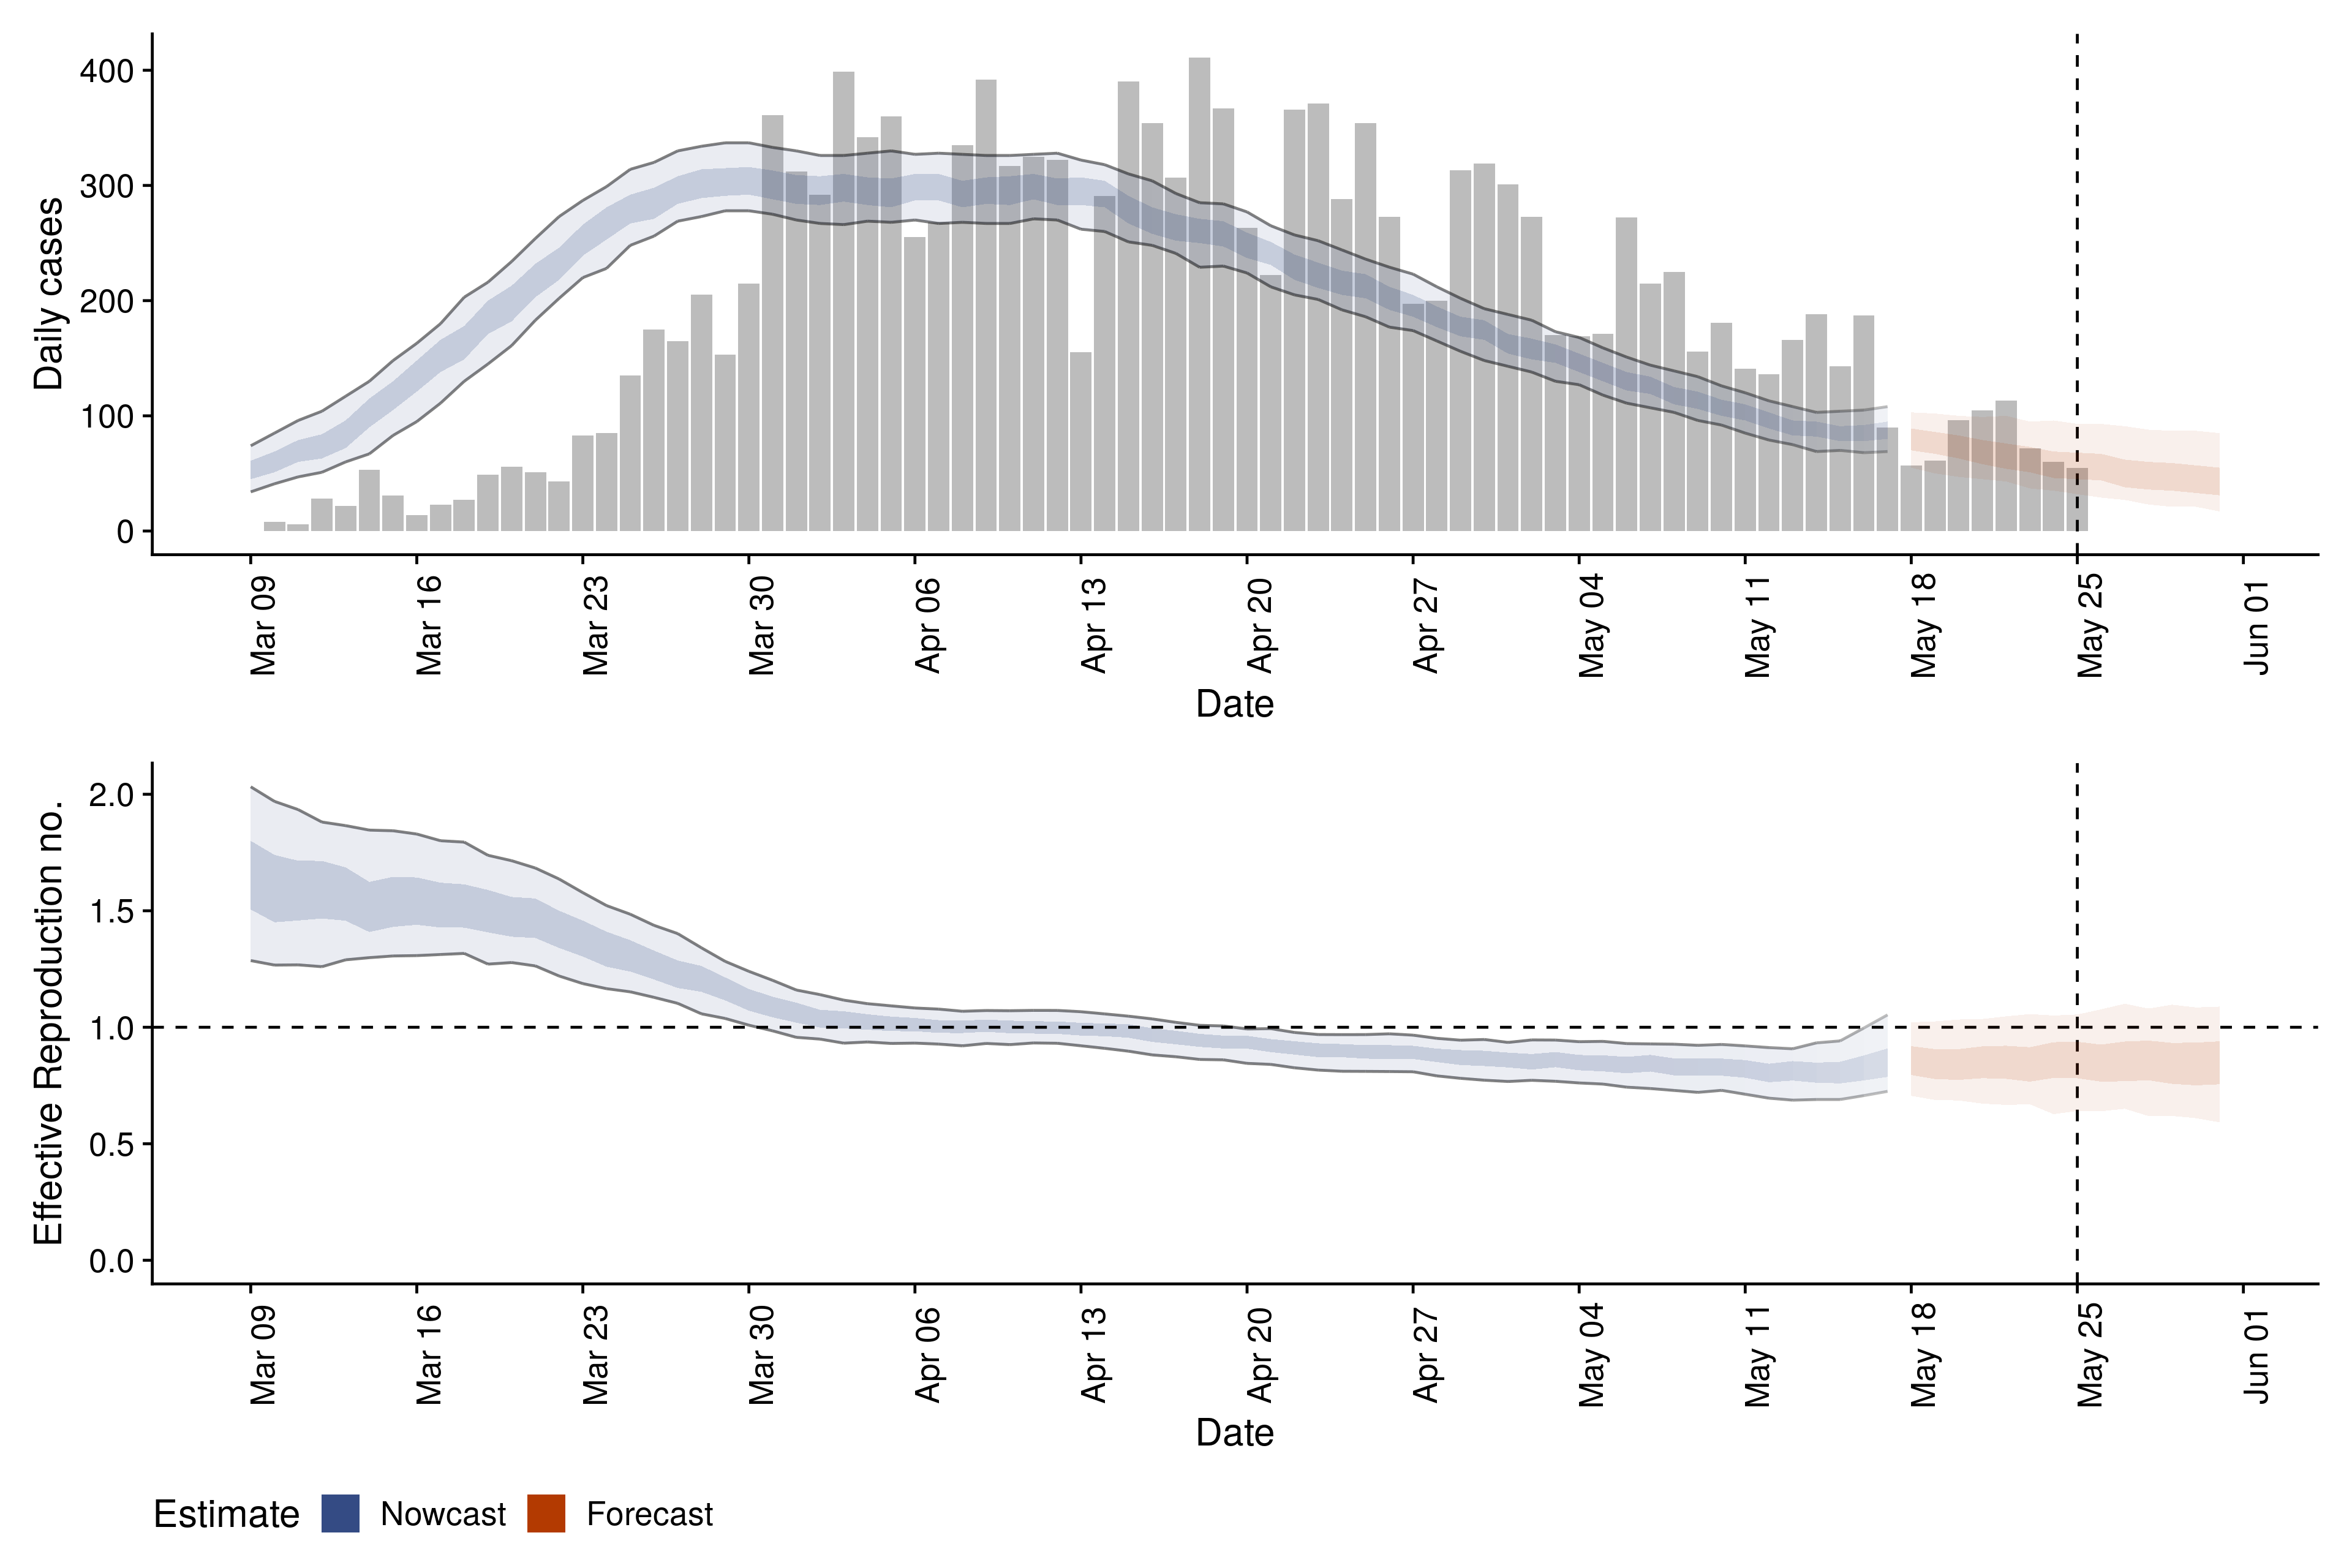 Daily cases
400
300
200
100
0
Mar 09
Mar 16
Mar 23
Mar 30
Apr 06
Apr 13
Apr 20
Apr 27
May 04
May 11
May 18
May 25
Jun 01
Date
Effective Reproduction no.
2.0
1.5
1.0
0.5
0.0
Mar 09
Mar 16
Mar 23
Mar 30
Apr 06
Apr 13
Apr 20
Apr 27
May 04
May 11
May 18
May 25
Jun 01
Date
Estimate Nowcast Forecast